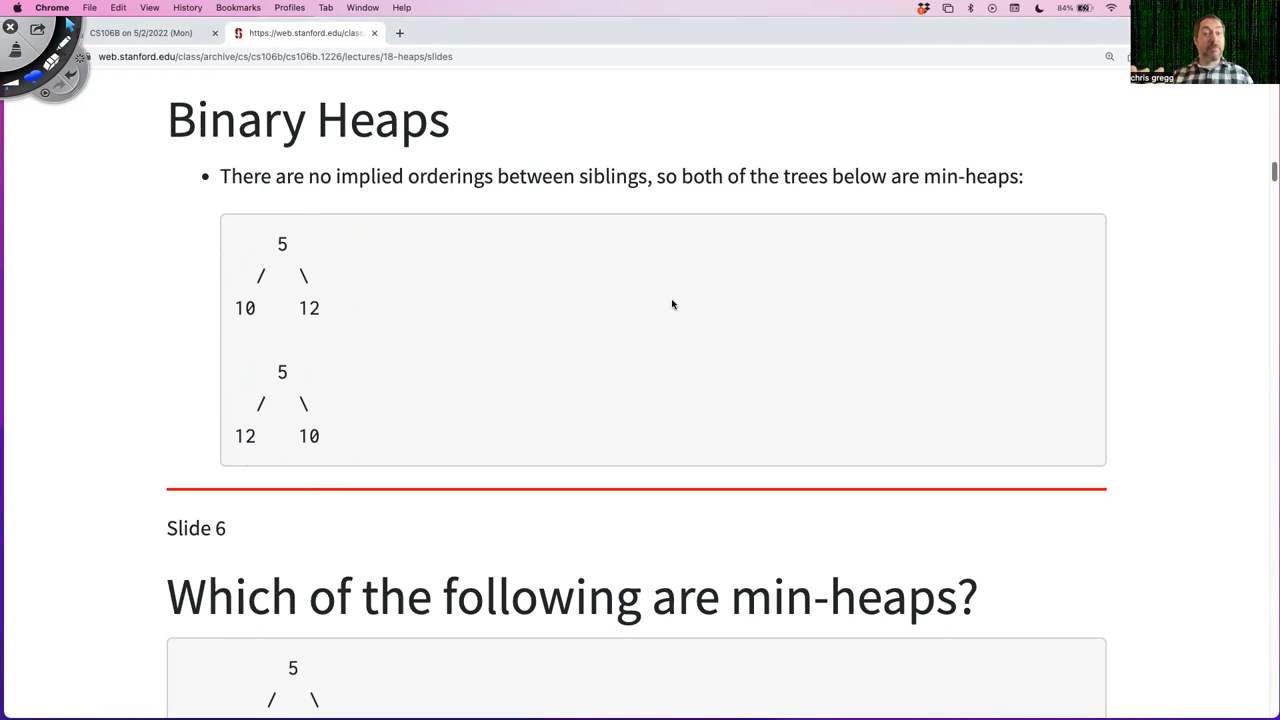 Chrome File Edit View History Bookmarks Profiles Tab Window Help 84%
CS106B on 5/2/2022 (Mon) × https://web.stanford.edu/class × +
web.stanford.edu/class/archive/cs/cs106b/cs106b.1226/lectures/18-heaps/slides
chris gregg
Binary Heaps
• There are no implied orderings between siblings, so both of the trees below are min-heaps:
5
/ \
10 12
5
/ \
12 10
Slide 6
Which of the following are min-heaps?
5
/ \